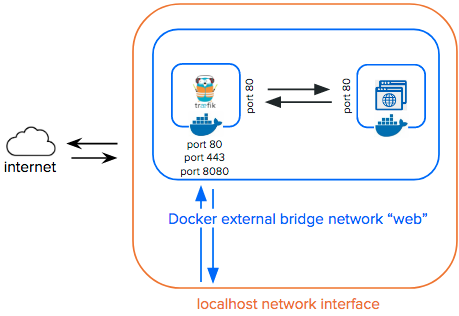 træfik
port 80
port 80
port 80
port 443
port 8080
internet
Docker external bridge network “web”
localhost network interface